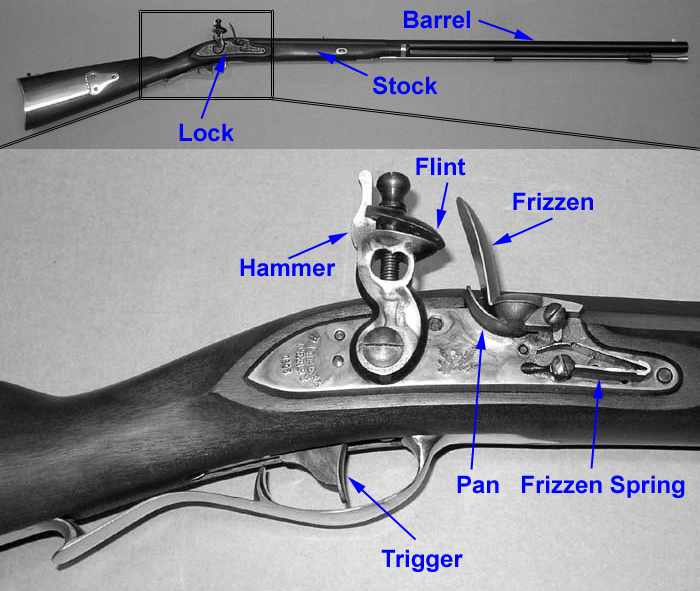 Barrel
Stock
Lock
Flint
Frizzen
Hammer
Pan
Frizzen Spring
Trigger